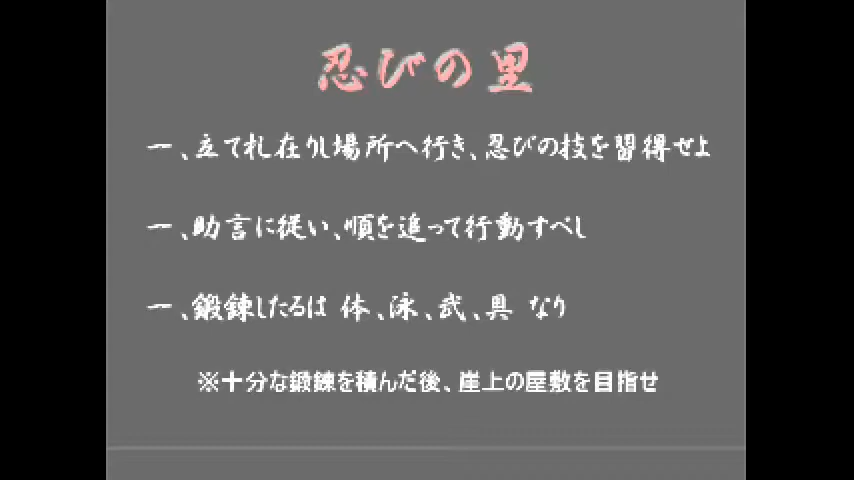 忍びの里
一、立て札在りし場所へ行き、忍びの技を習得せよ
一、助言に従い、順を追って行動すべし
一、鍛錬したるは 体、泳、武、具 なり
※十分な鍛錬を積んだ後、崖上の屋敷を目指せ